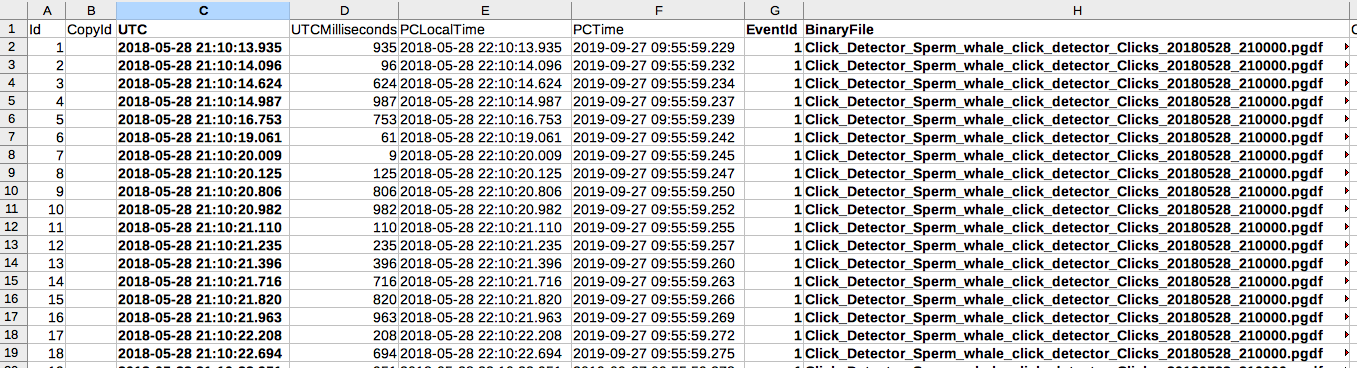 A B C D E F G H
1 Id CopyId UTC UTCMilliseconds PCLocalTime PCTime EventId BinaryFile
2 1 2018-05-28 21:10:13.935 935 2018-05-28 22:10:13.935 2019-09-27 09:55:59.229 1 Click_Detector_Sperm_whale_click_detector_Clicks_20180528_210000.pgdf
3 2 2018-05-28 21:10:14.096 96 2018-05-28 22:10:14.096 2019-09-27 09:55:59.232 1 Click_Detector_Sperm_whale_click_detector_Clicks_20180528_210000.pgdf
4 3 2018-05-28 21:10:14.624 624 2018-05-28 22:10:14.624 2019-09-27 09:55:59.234 1 Click_Detector_Sperm_whale_click_detector_Clicks_20180528_210000.pgdf
5 4 2018-05-28 21:10:14.987 987 2018-05-28 22:10:14.987 2019-09-27 09:55:59.237 1 Click_Detector_Sperm_whale_click_detector_Clicks_20180528_210000.pgdf
6 5 2018-05-28 21:10:16.753 753 2018-05-28 22:10:16.753 2019-09-27 09:55:59.239 1 Click_Detector_Sperm_whale_click_detector_Clicks_20180528_210000.pgdf
7 6 2018-05-28 21:10:19.061 61 2018-05-28 22:10:19.061 2019-09-27 09:55:59.242 1 Click_Detector_Sperm_whale_click_detector_Clicks_20180528_210000.pgdf
8 7 2018-05-28 21:10:20.009 9 2018-05-28 22:10:20.009 2019-09-27 09:55:59.245 1 Click_Detector_Sperm_whale_click_detector_Clicks_20180528_210000.pgdf
9 8 2018-05-28 21:10:20.125 125 2018-05-28 22:10:20.125 2019-09-27 09:55:59.247 1 Click_Detector_Sperm_whale_click_detector_Clicks_20180528_210000.pgdf
10 9 2018-05-28 21:10:20.806 806 2018-05-28 22:10:20.806 2019-09-27 09:55:59.250 1 Click_Detector_Sperm_whale_click_detector_Clicks_20180528_210000.pgdf
11 10 2018-05-28 21:10:20.982 982 2018-05-28 22:10:20.982 2019-09-27 09:55:59.252 1 Click_Detector_Sperm_whale_click_detector_Clicks_20180528_210000.pgdf
12 11 2018-05-28 21:10:21.110 110 2018-05-28 22:10:21.110 2019-09-27 09:55:59.255 1 Click_Detector_Sperm_whale_click_detector_Clicks_20180528_210000.pgdf
13 12 2018-05-28 21:10:21.235 235 2018-05-28 22:10:21.235 2019-09-27 09:55:59.257 1 Click_Detector_Sperm_whale_click_detector_Clicks_20180528_210000.pgdf
14 13 2018-05-28 21:10:21.396 396 2018-05-28 22:10:21.396 2019-09-27 09:55:59.260 1 Click_Detector_Sperm_whale_click_detector_Clicks_20180528_210000.pgdf
15 14 2018-05-28 21:10:21.716 716 2018-05-28 22:10:21.716 2019-09-27 09:55:59.263 1 Click_Detector_Sperm_whale_click_detector_Clicks_20180528_210000.pgdf
16 15 2018-05-28 21:10:21.820 820 2018-05-28 22:10:21.820 2019-09-27 09:55:59.266 1 Click_Detector_Sperm_whale_click_detector_Clicks_20180528_210000.pgdf
17 16 2018-05-28 21:10:21.963 963 2018-05-28 22:10:21.963 2019-09-27 09:55:59.269 1 Click_Detector_Sperm_whale_click_detector_Clicks_20180528_210000.pgdf
18 17 2018-05-28 21:10:22.208 208 2018-05-28 22:10:22.208 2019-09-27 09:55:59.272 1 Click_Detector_Sperm_whale_click_detector_Clicks_20180528_210000.pgdf
19 18 2018-05-28 21:10:22.694 694 2018-05-28 22:10:22.694 2019-09-27 09:55:59.275 1 Click_Detector_Sperm_whale_click_detector_Clicks_20180528_210000.pgdf